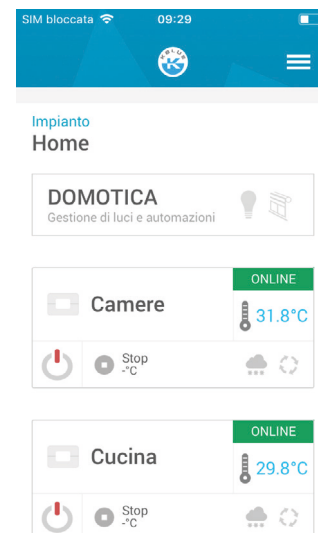 SIM bloccata 09:29
KALUS
K
Impianto
Home
DOMOTICA
Gestione di luci e automazioni
ONLINE
Camere
31.8°C
Stop
-°C
ONLINE
Cucina
29.8°C
Stop
-°C